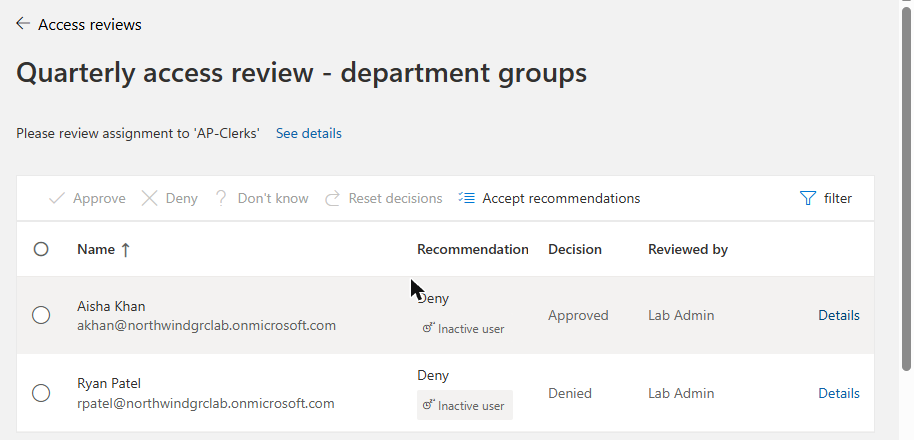 Access reviews
Quarterly access review - department groups
Please review assignment to 'AP-Clerks' See details
Approve Deny Don't know Reset decisions Accept recommendations filter
Name Recommendation Decision Reviewed by
Aisha Khan
akhan@northwindgrclab.onmicrosoft.com
Deny
Inactive user
Approved Lab Admin Details
Ryan Patel
rpatel@northwindgrclab.onmicrosoft.com
Deny
Inactive user
Denied Lab Admin Details